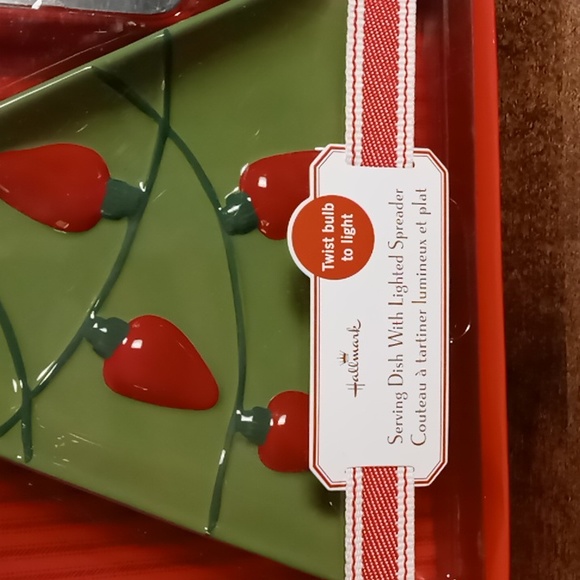 Twist bulb
to light
Hallmark
Serving Dish With Lighted Spreader
Couteau à tartiner lumineux et plat